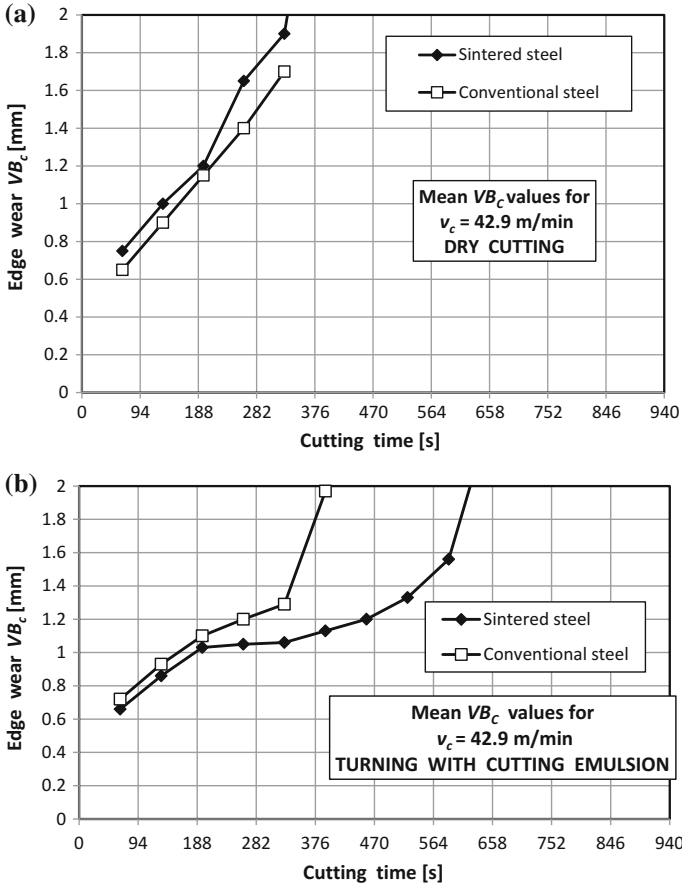 (a)
2
1.8
1.6
1.4
1.2
1
0.8
0.6
0.4
0.2
0
Edge wear VBc [mm]
Sintered steel
Conventional steel
Mean VBC values for
vc = 42.9 m/min
DRY CUTTING
0 94 188 282 376 470 564 658 752 846 940
Cutting time [s]
(b)
2
1.8
1.6
1.4
1.2
1
0.8
0.6
0.4
0.2
0
Edge wear VBc [mm]
Sintered steel
Conventional steel
Mean VBC values for
vc = 42.9 m/min
TURNING WITH CUTTING EMULSION
0 94 188 282 376 470 564 658 752 846 940
Cutting time [s]